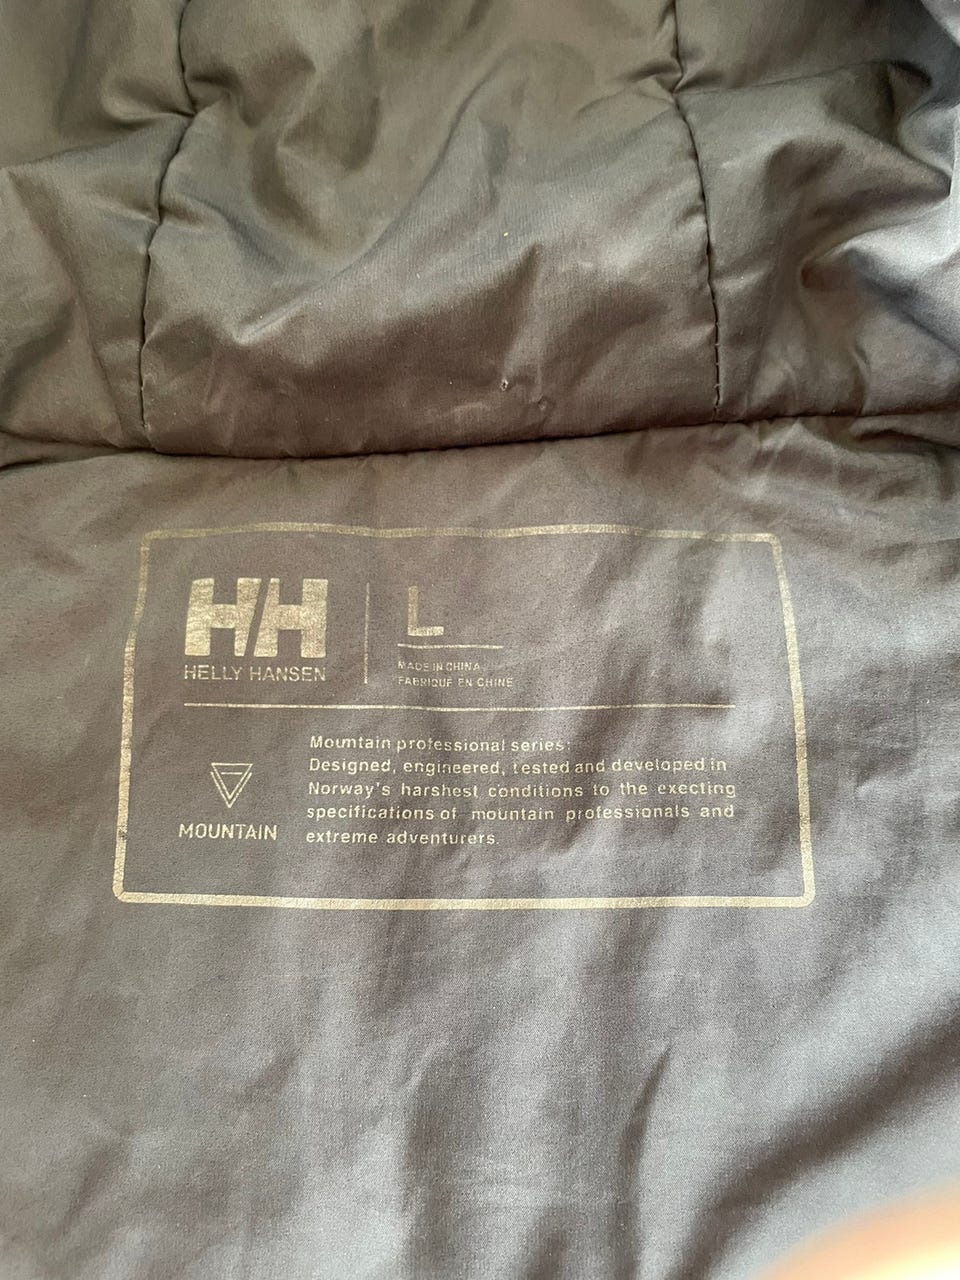 HH
HELLY HANSEN
L
MADE IN CHINA
FABRIQUE EN CHINE
Mountain professional series:
Designed, engineered, tested and developed in
Norway's harshest conditions to the execting
specifications of mountain professionals and
extreme adventurers.
MOUNTAIN